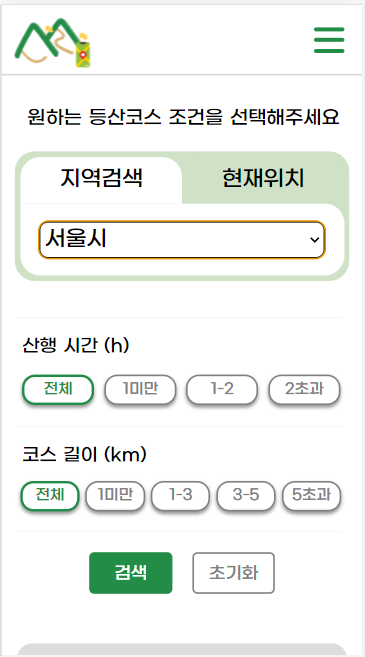 원하는 등산코스 조건을 선택해주세요
지역검색 현재위치
서울시
산행 시간 (h)
전체 1미만 1-2 2초과
코스 길이 (km)
전체 1미만 1-3 3-5 5초과
검색 초기화